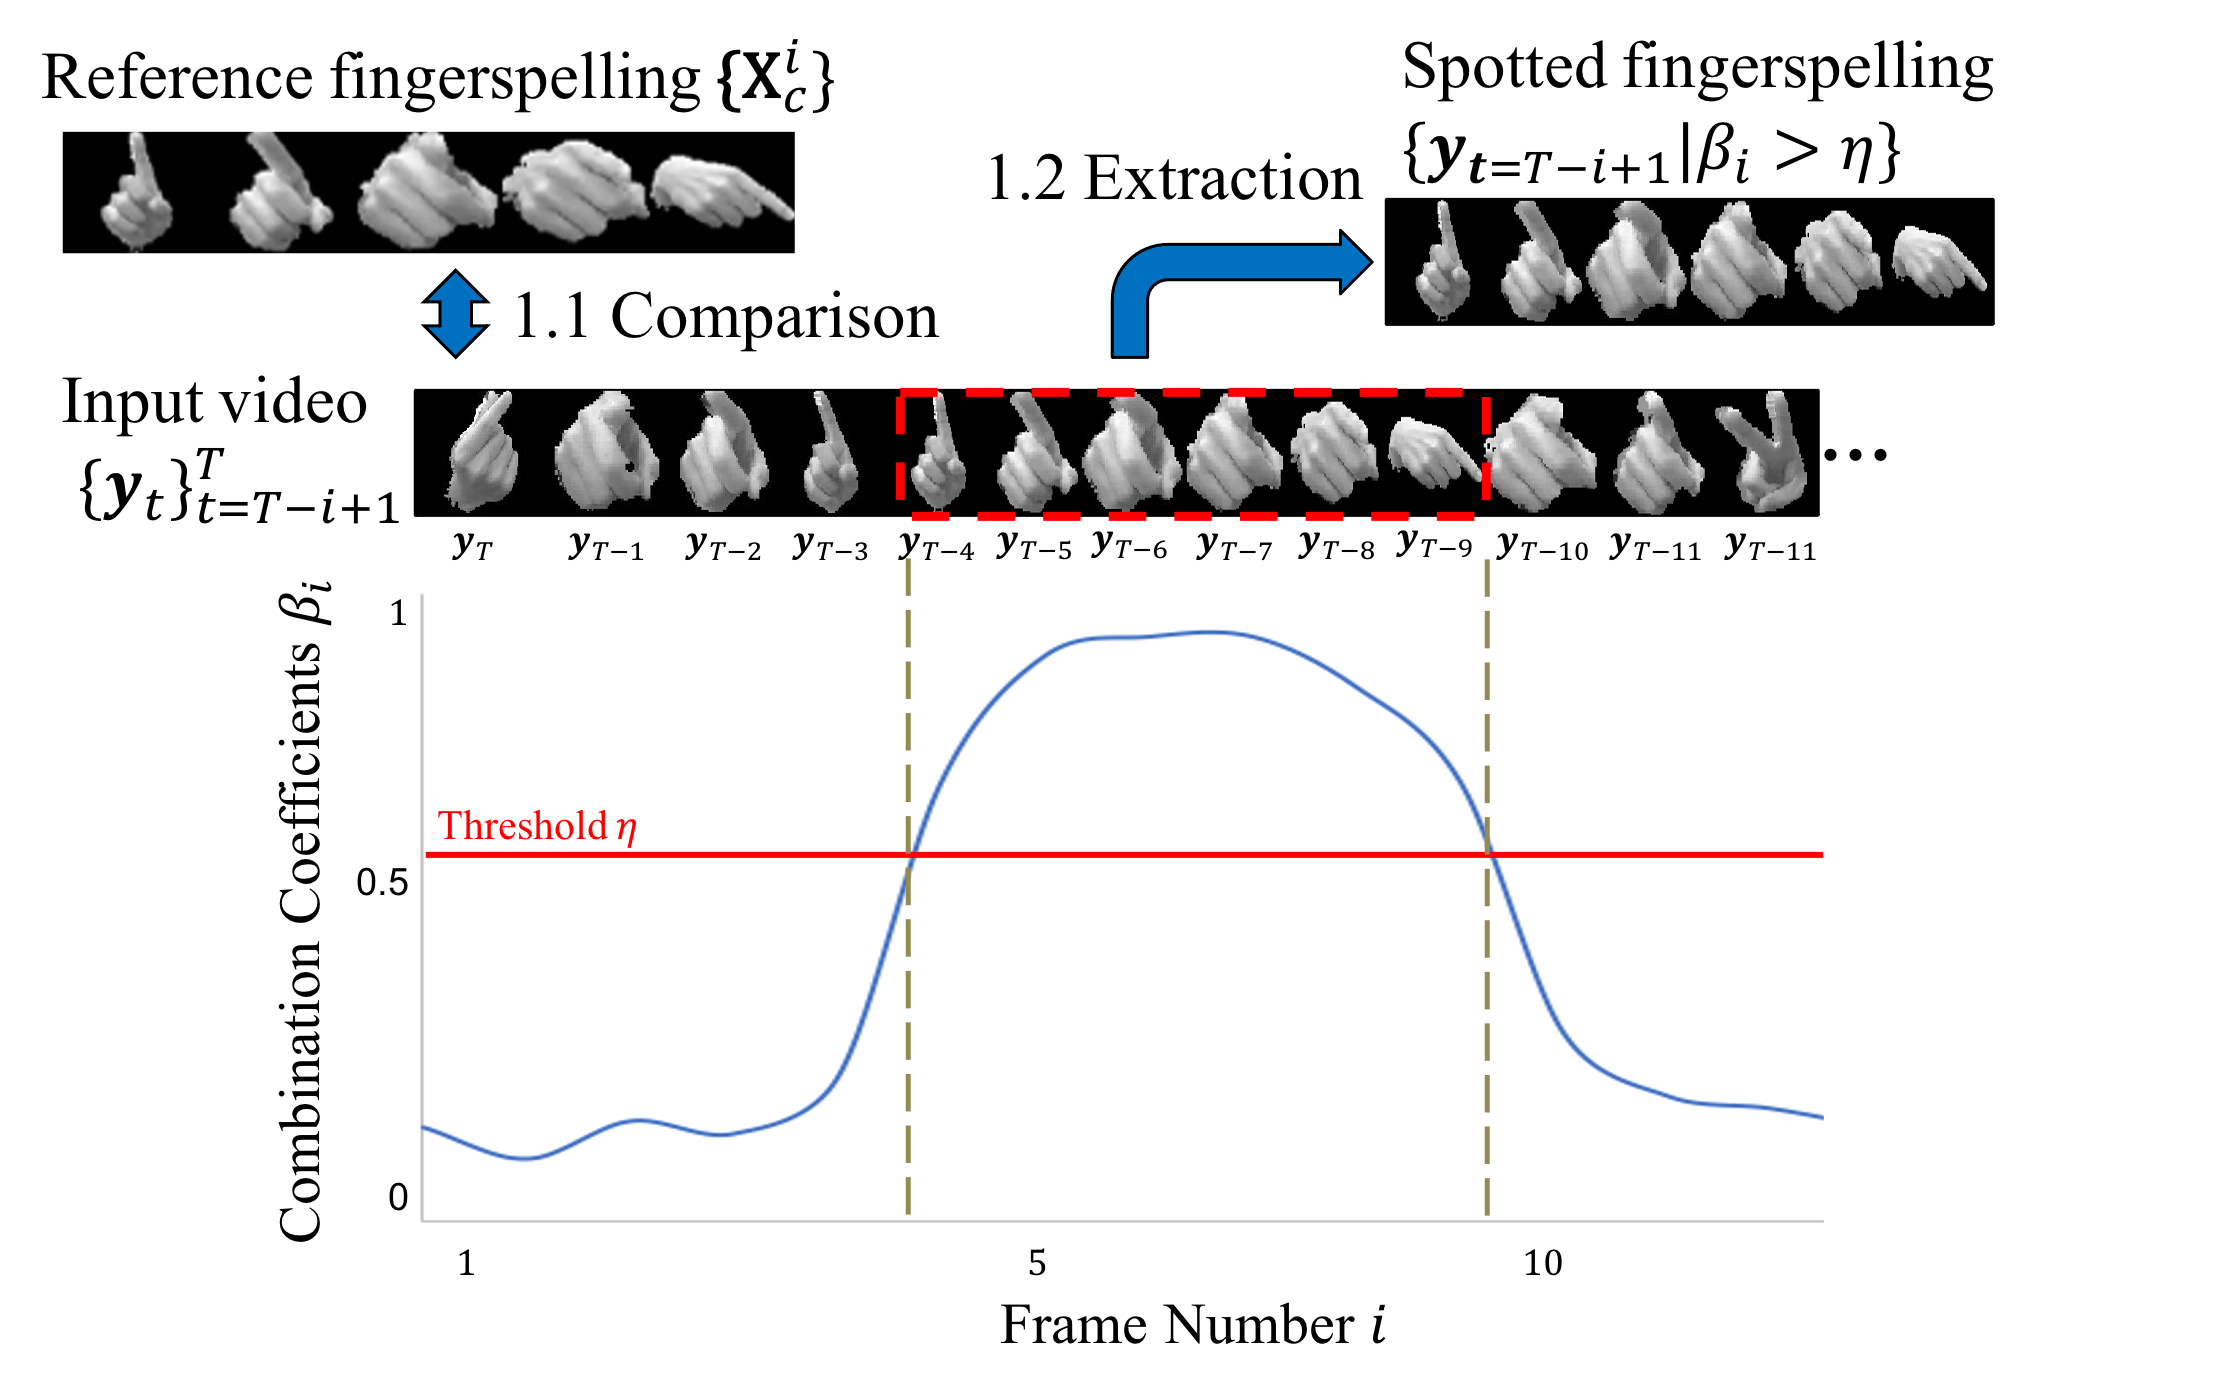 Reference fingerspelling {X_c^i}
Spotted fingerspelling
{y_{t=T−i+1}|β_i > η}
1.2 Extraction
1.1 Comparison
Input video
{y_t}_{t=T−i+1}^T
...
y_T y_{T−1} y_{T−2} y_{T−3} y_{T−4} y_{T−5} y_{T−6} y_{T−7} y_{T−8} y_{T−9} y_{T−10} y_{T−11} y_{T−11}
Combination Coefficients β_i
1
Threshold η
0.5
0
1 5 10
Frame Number i